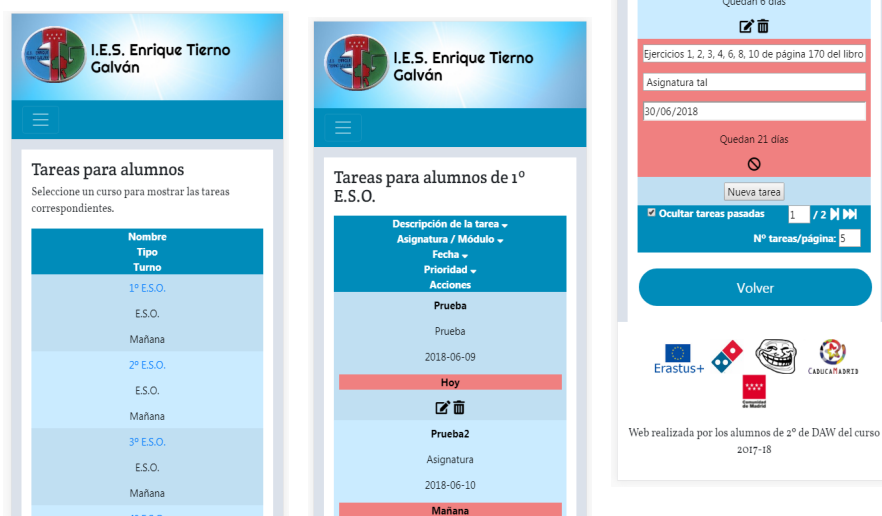 I.E.S. Enrique Tierno
Galván
Tareas para alumnos
Seleccione un curso para mostrar las tareas
correspondientes.
Nombre
Tipo
Turno
1º E.S.O.
E.S.O.
Mañana
2º E.S.O.
E.S.O.
Mañana
3º E.S.O.
E.S.O.
Mañana
I.E.S. Enrique Tierno
Galván
Tareas para alumnos de 1º
E.S.O.
Descripción de la tarea
Asignatura / Módulo
Fecha
Prioridad
Acciones
Prueba
Prueba
2018-06-09
Hoy
Prueba2
Asignatura
2018-06-10
Mañana
Quedan 6 días
Ejercicios 1, 2, 3, 4, 6, 8, 10 de página 170 del libro
Asignatura tal
30/06/2018
Quedan 21 días
Nueva tarea
Ocultar tareas pasadas 1 / 2
Nº tareas/página: 5
Volver
Erasmus+
CaducaMadrid
Comunidad
de Madrid
Web realizada por los alumnos de 2º de DAW del curso
2017-18